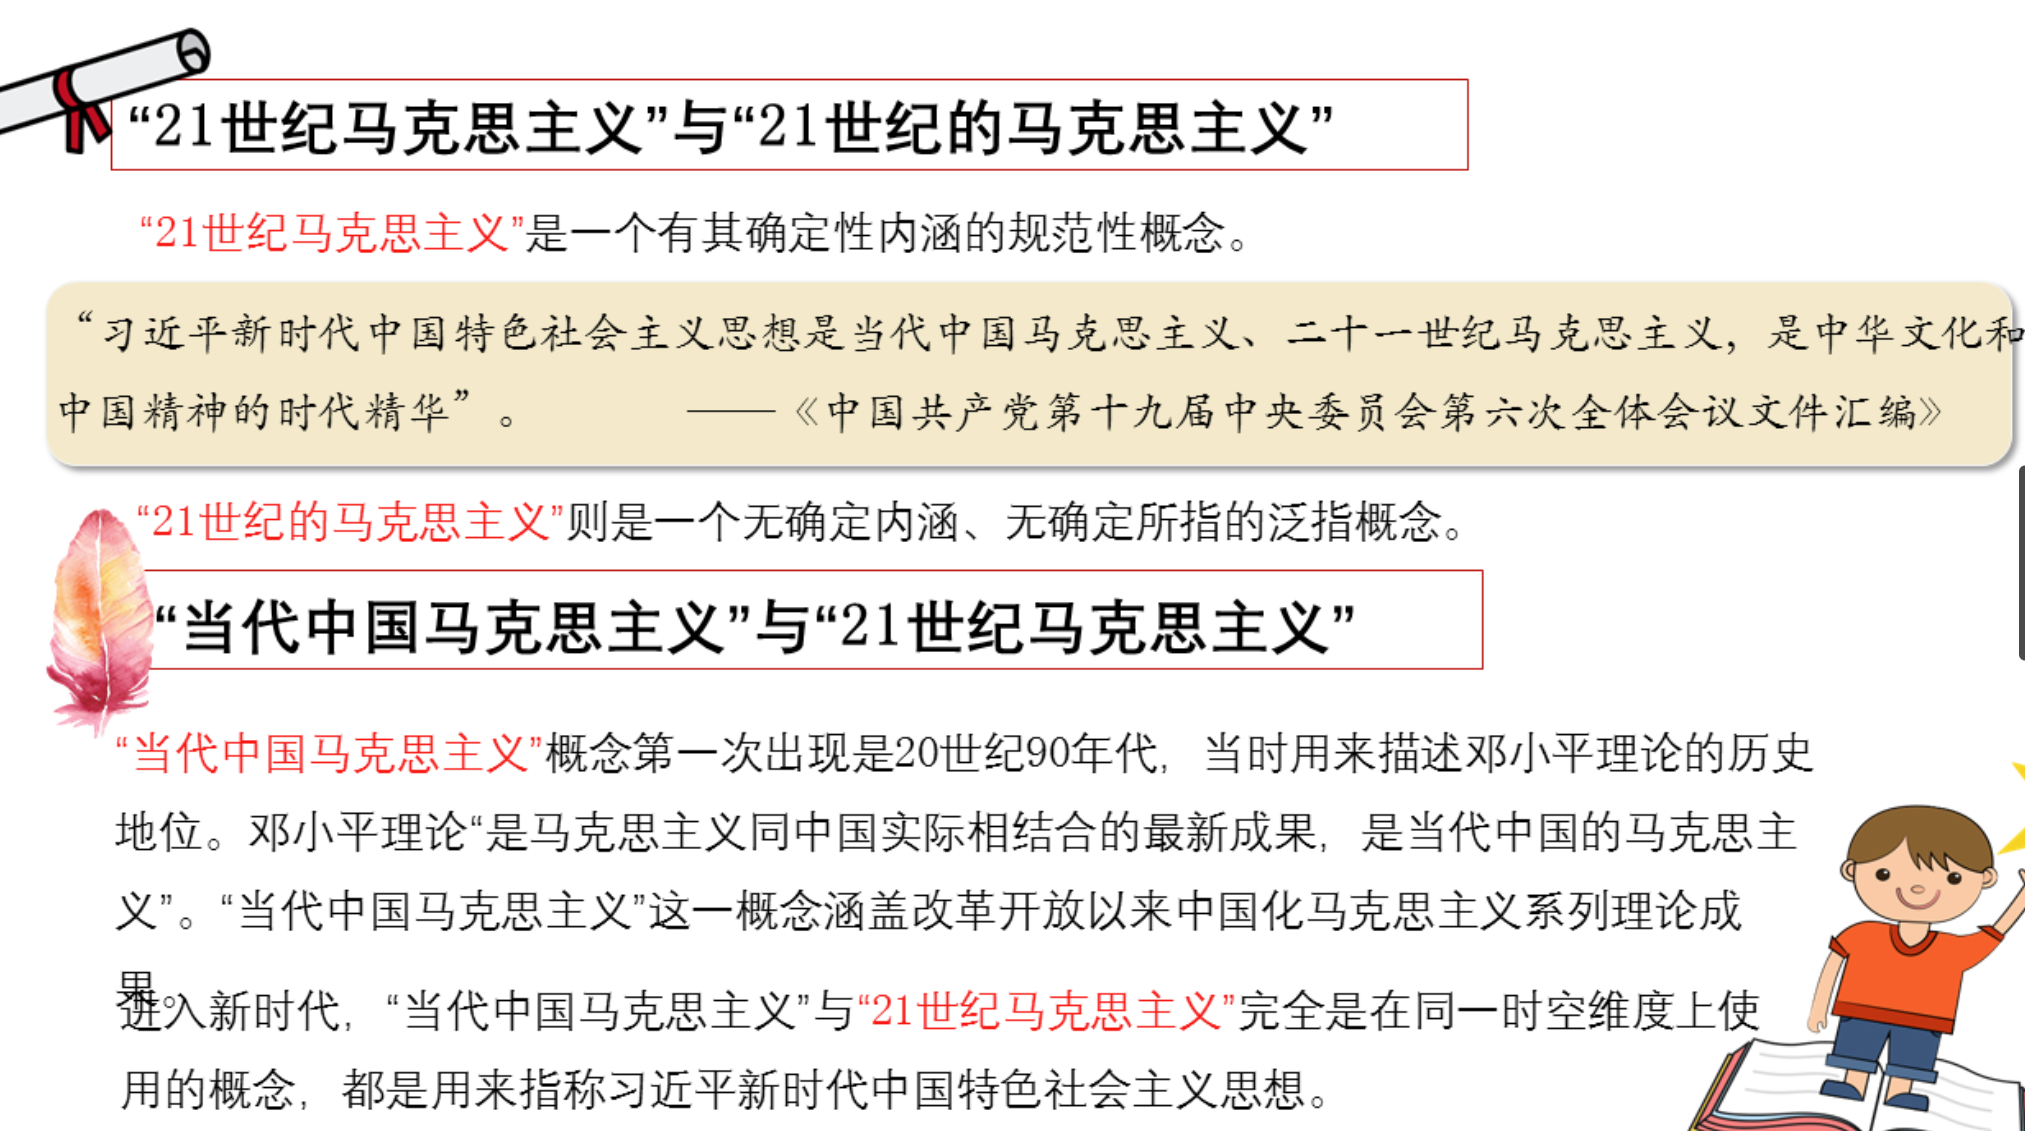 “21世纪马克思主义”与“21世纪的马克思主义”
“21世纪马克思主义”是一个有其确定性内涵的规范性概念。
“习近平新时代中国特色社会主义思想是当代中国马克思主义、二十一世纪马克思主义，是中华文化和
中国精神的时代精华”。 ——《中国共产党第十九届中央委员会第六次全体会议文件汇编》
“21世纪的马克思主义”则是一个无确定内涵、无确定所指的泛指概念。
“当代中国马克思主义”与“21世纪马克思主义”
“当代中国马克思主义”概念第一次出现是20世纪90年代，当时用来描述邓小平理论的历史
地位。邓小平理论“是马克思主义同中国实际相结合的最新成果，是当代中国的马克思主
义”。“当代中国马克思主义”这一概念涵盖改革开放以来中国化马克思主义系列理论成
果。
进入新时代，“当代中国马克思主义”与“21世纪马克思主义”完全是在同一时空维度上使
用的概念，都是用来指称习近平新时代中国特色社会主义思想。